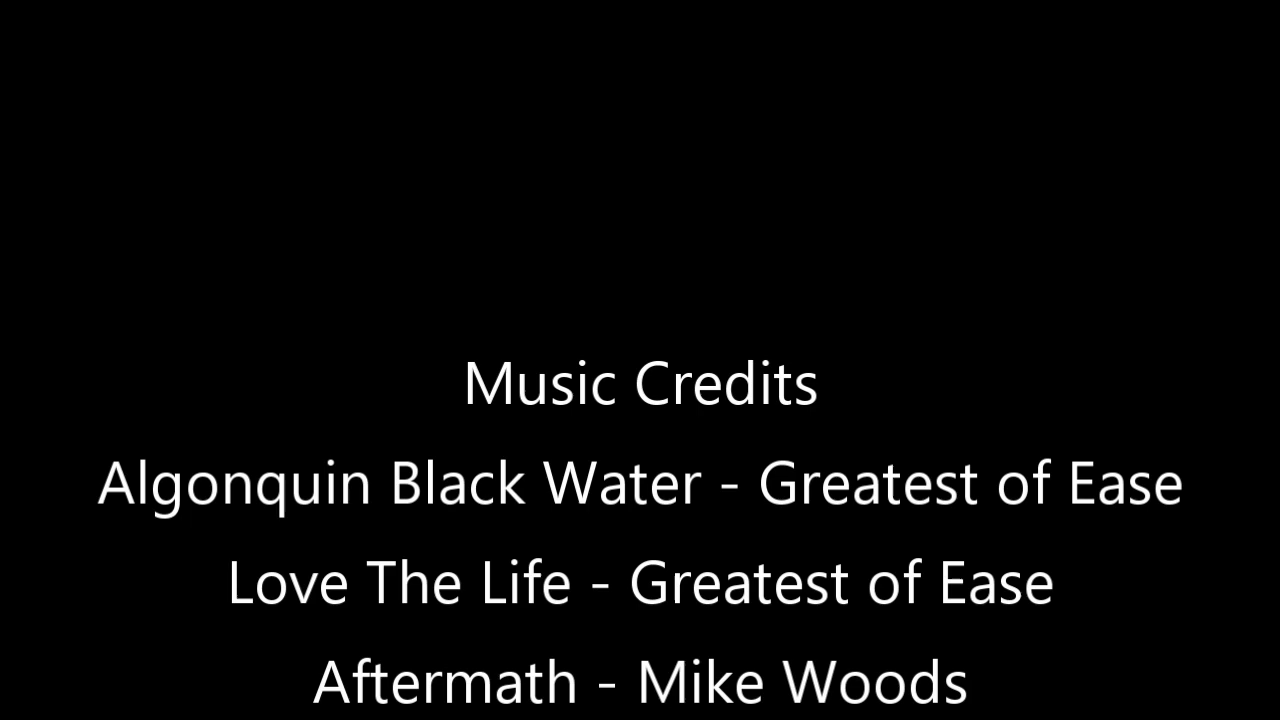 Music Credits
Algonquin Black Water - Greatest of Ease
Love The Life - Greatest of Ease
Aftermath - Mike Woods